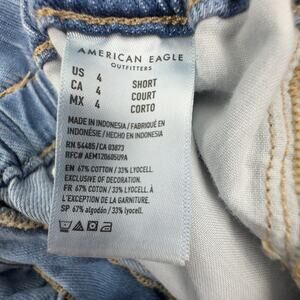 AMERICAN EAGLE
OUTFITTERS
US 4 SHORT
CA 4 COURT
MX 4 CORTO
MADE IN INDONESIA / FABRIQUÉ EN
INDONÉSIE / HECHO EN INDONESIA
RN 54485/CA 03873
RFC# AEM120605U9A
EN 67% COTTON / 33% LYOCELL.
EXCLUSIVE OF DECORATION.
FR 67% COTON / 33% LYOCELL. À
L'EXCEPTION DE LA GARNITURE.
SP 67% algodón / 33% lyocell.